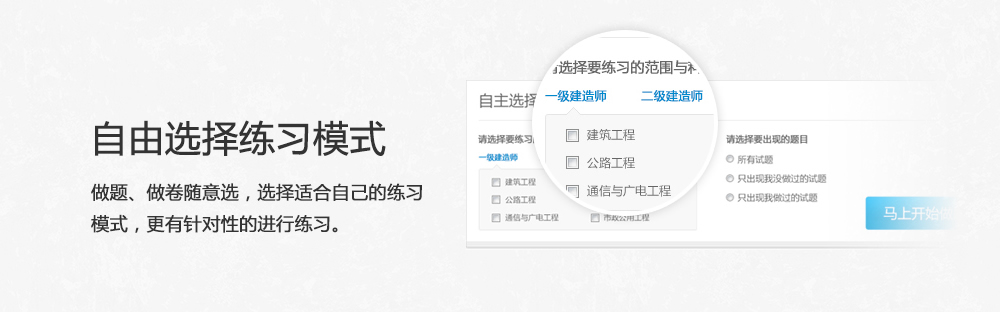 自由选择练习模式
做题、做卷随意选，选择适合自己的练习
模式，更有针对性的进行练习。
自主选择
请选择要练习
一级建造师
建筑工程
公路工程
通信与广电工程
市政公用工程
选择要练习的范围与
一级建造师 二级建造师
建筑工程
公路工程
通信与广电工程
请选择要出现的题目
所有试题
只出现我没做过的试题
只出现我做过的试题
马上开始